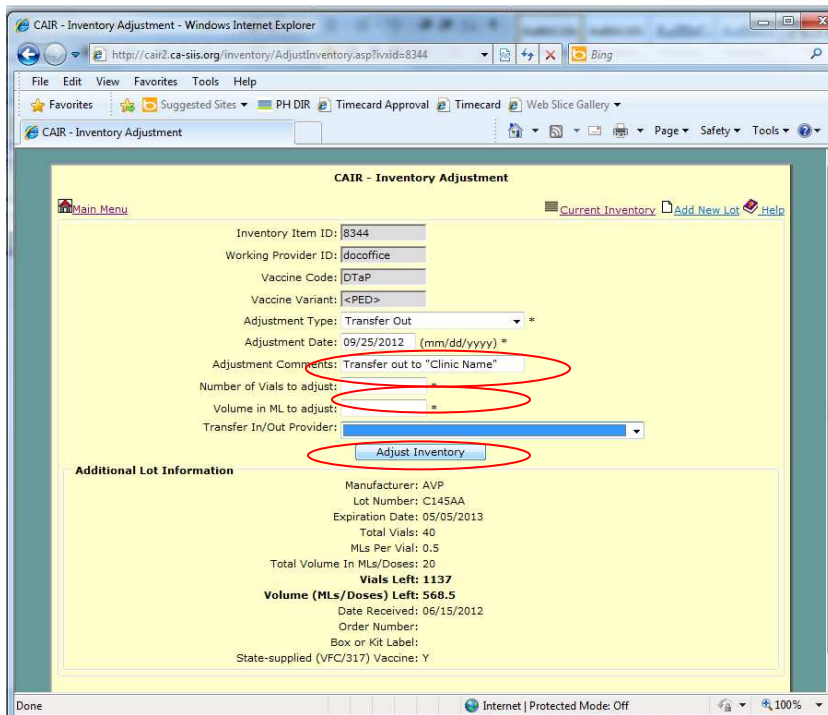 CAIR - Inventory Adjustment - Windows Internet Explorer
http://cair2.ca-siis.org/inventory/AdjustInventory.asp?ivxid=8344
Bing
File Edit View Favorites Tools Help
Favorites Suggested Sites PH DIR Timecard Approval Timecard Web Slice Gallery
CAIR - Inventory Adjustment Page Safety Tools
CAIR - Inventory Adjustment
Main Menu Current Inventory Add New Lot Help
Inventory Item ID: 8344
Working Provider ID: docoffice
Vaccine Code: DTaP
Vaccine Variant: <PED>
Adjustment Type: Transfer Out *
Adjustment Date: 09/25/2012 (mm/dd/yyyy) *
Adjustment Comments: Transfer out to "Clinic Name"
Number of Vials to adjust: *
Volume in ML to adjust: *
Transfer In/Out Provider:
Adjust Inventory
Additional Lot Information
Manufacturer: AVP
Lot Number: C145AA
Expiration Date: 05/05/2013
Total Vials: 40
MLs Per Vial: 0.5
Total Volume In MLs/Doses: 20
Vials Left: 1137
Volume (MLs/Doses) Left: 568.5
Date Received: 06/15/2012
Order Number:
Box or Kit Label:
State-supplied (VFC/317) Vaccine: Y
Done Internet | Protected Mode: Off 100%